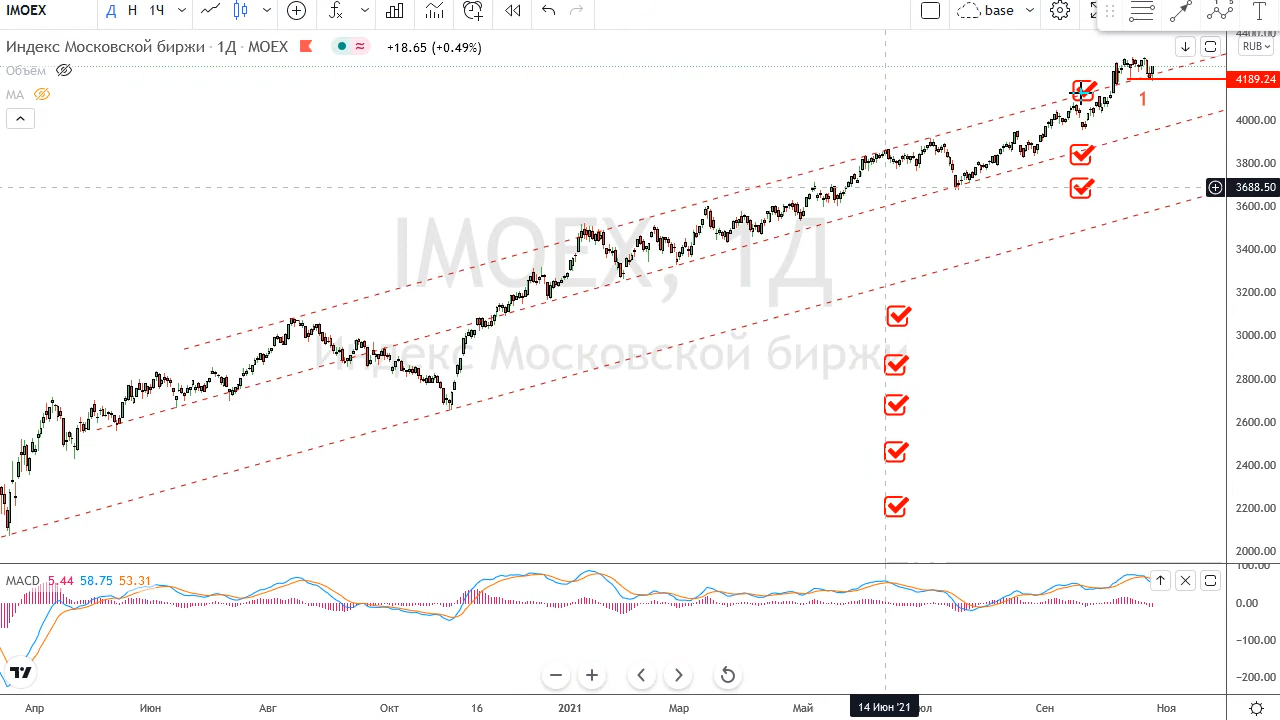 IMOEX Д Н 1Ч base
Индекс Московской биржи · 1Д · MOEX +18.65 (+0.49%)
Объём
MA
RUB
4400.00
4189.24
1
4000.00
3800.00
3688.50
3600.00
3400.00
3200.00
3000.00
2800.00
2600.00
2400.00
2200.00
2000.00
IMOEX, 1Д
Индекс Московской биржи
MACD 5.44 58.75 53.31
100.00
0.00
−100.00
−200.00
Апр Июн Авг Окт 16 2021 Мар Май 14 Июн '21 Сен Ноя